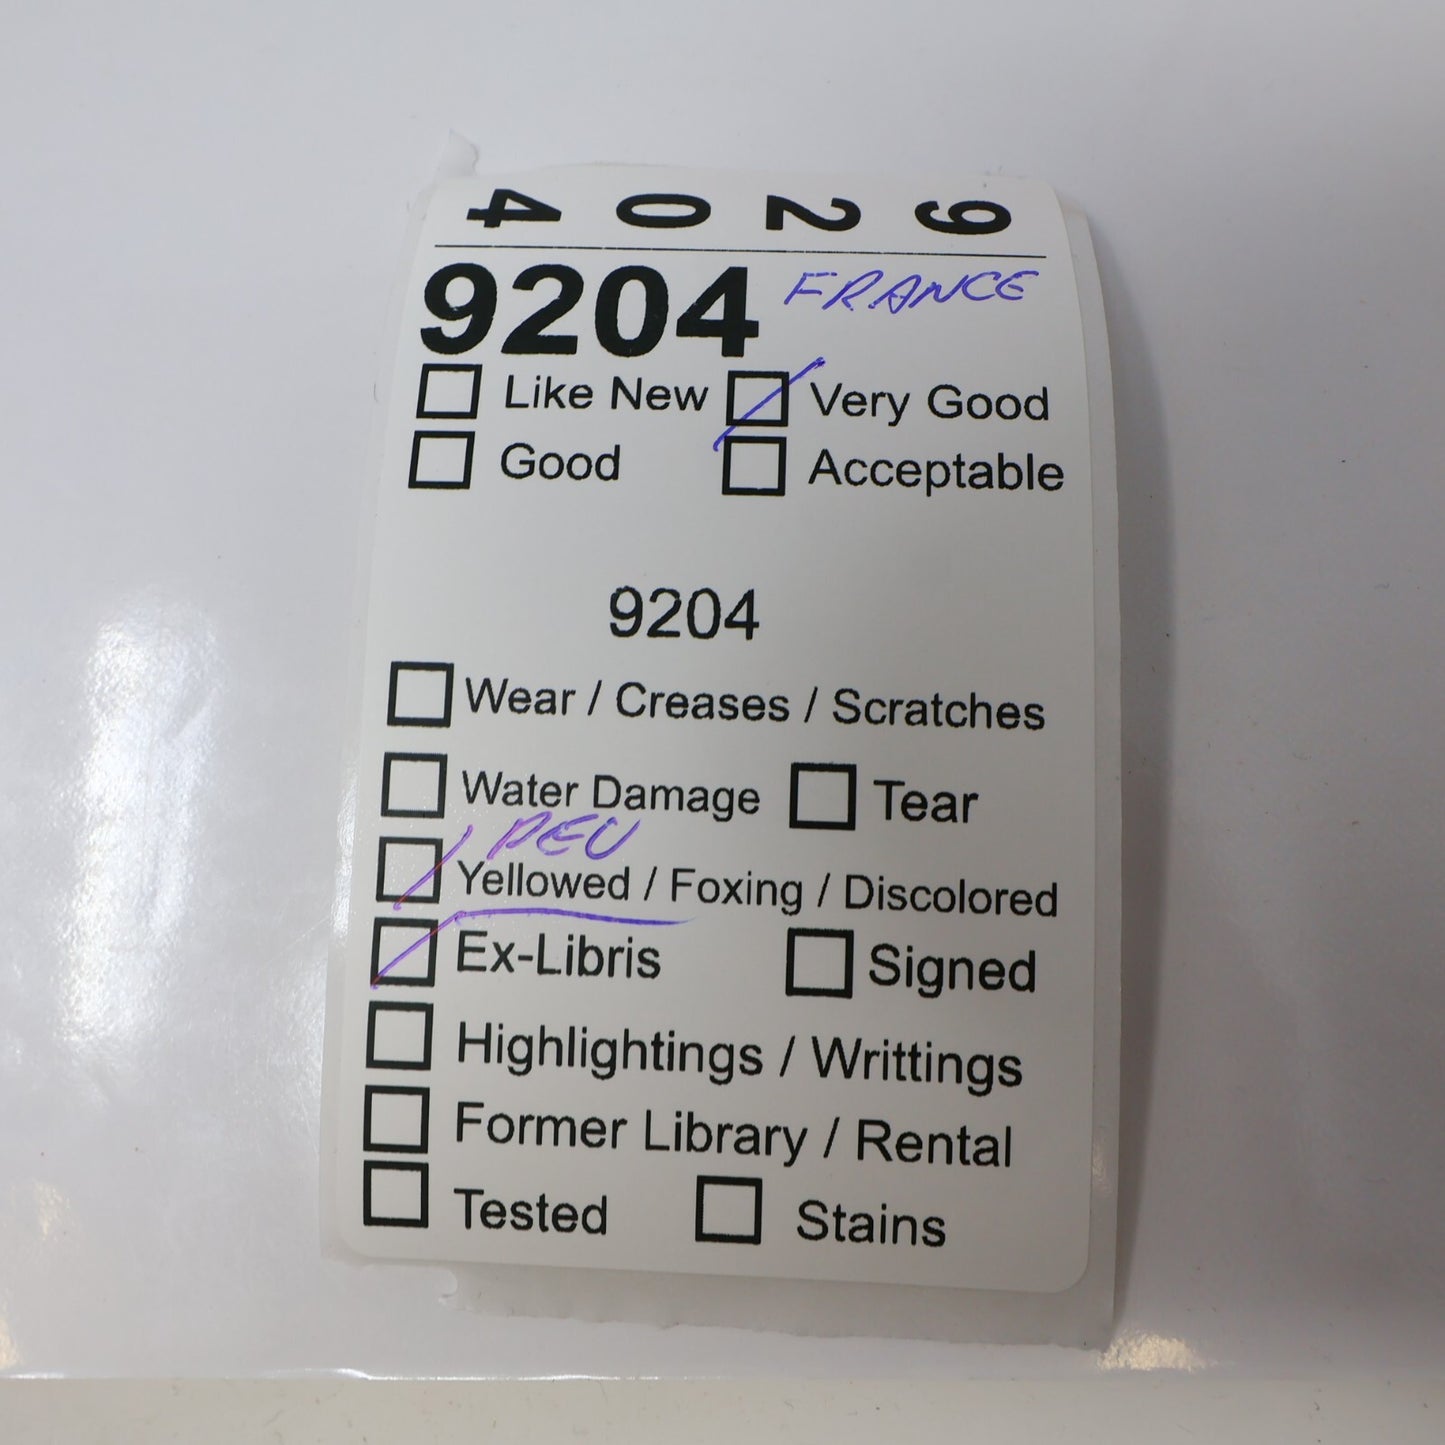 9204
9204 FRANCE
Like New Very Good
Good Acceptable
9204
Wear / Creases / Scratches
Water Damage Tear
PEU
Yellowed / Foxing / Discolored
Ex-Libris Signed
Highlightings / Writtings
Former Library / Rental
Tested Stains